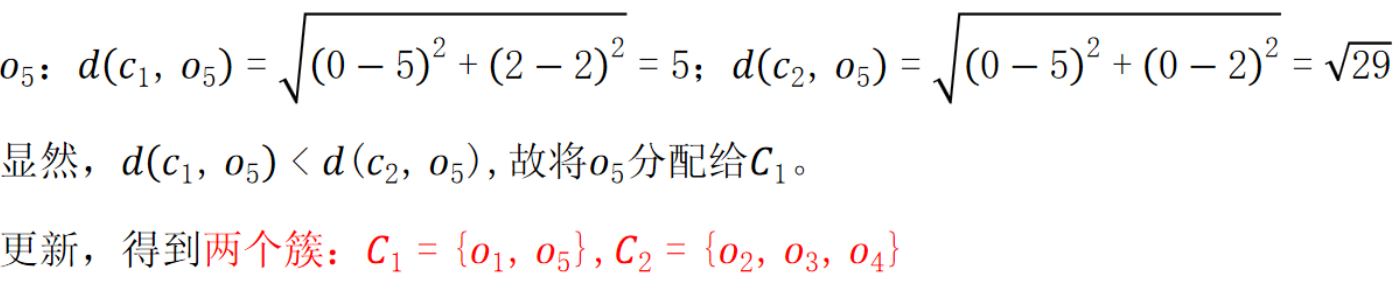 o₅：d(c₁, o₅) = √((0 − 5)² + (2 − 2)²) = 5；d(c₂, o₅) = √((0 − 5)² + (0 − 2)²) = √29
显然，d(c₁, o₅) < d(c₂, o₅), 故将o₅分配给C₁。
更新，得到两个簇：C₁ = {o₁, o₅}, C₂ = {o₂, o₃, o₄}